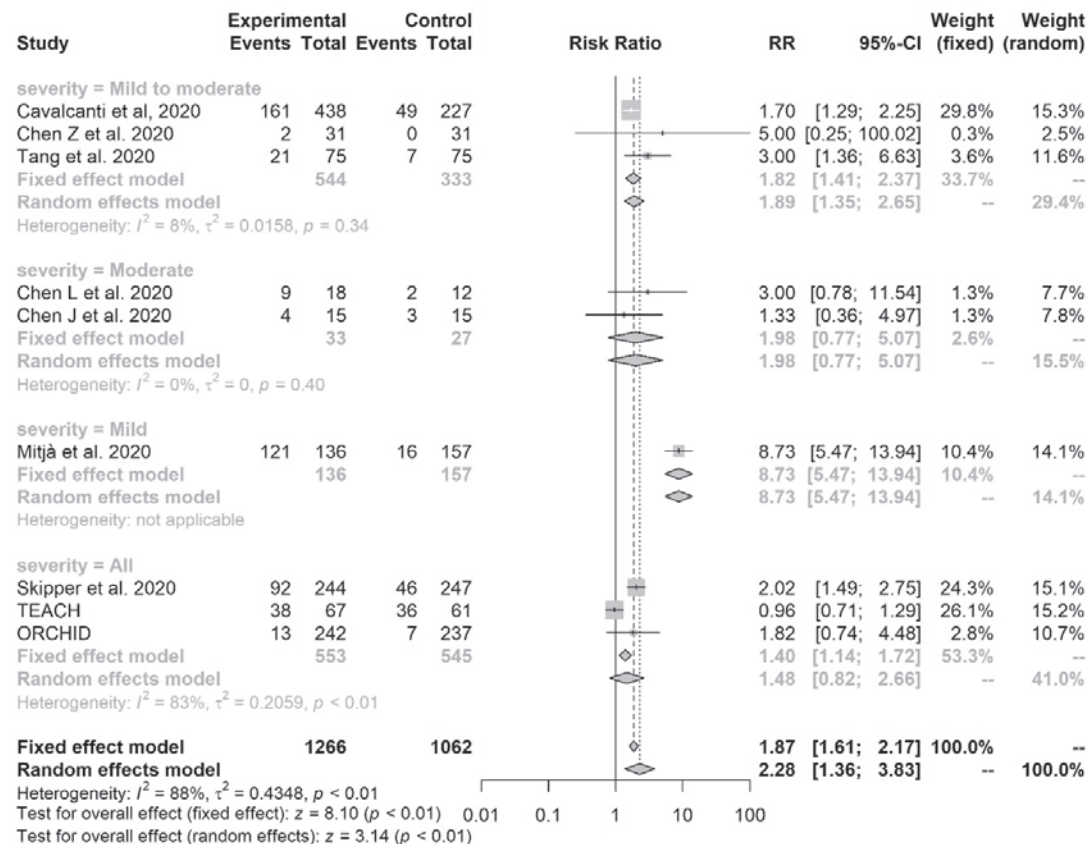 Experimental Control Weight Weight
Study Events Total Events Total Risk Ratio RR 95%-CI (fixed) (random)
severity = Mild to moderate
Cavalcanti et al, 2020 161 438 49 227 1.70 [1.29; 2.25] 29.8% 15.3%
Chen Z et al. 2020 2 31 0 31 5.00 [0.25; 100.02] 0.3% 2.5%
Tang et al. 2020 21 75 7 75 3.00 [1.36; 6.63] 3.6% 11.6%
Fixed effect model 544 333 1.82 [1.41; 2.37] 33.7% --
Random effects model 1.89 [1.35; 2.65] -- 29.4%
Heterogeneity: I² = 8%, τ² = 0.0158, p = 0.34
severity = Moderate
Chen L et al. 2020 9 18 2 12 3.00 [0.78; 11.54] 1.3% 7.7%
Chen J et al. 2020 4 15 3 15 1.33 [0.36; 4.97] 1.3% 7.8%
Fixed effect model 33 27 1.98 [0.77; 5.07] 2.6% --
Random effects model 1.98 [0.77; 5.07] -- 15.5%
Heterogeneity: I² = 0%, τ² = 0, p = 0.40
severity = Mild
Mitjà et al. 2020 121 136 16 157 8.73 [5.47; 13.94] 10.4% 14.1%
Fixed effect model 136 157 8.73 [5.47; 13.94] 10.4% --
Random effects model 8.73 [5.47; 13.94] -- 14.1%
Heterogeneity: not applicable
severity = All
Skipper et al. 2020 92 244 46 247 2.02 [1.49; 2.75] 24.3% 15.1%
TEACH 38 67 36 61 0.96 [0.71; 1.29] 26.1% 15.2%
ORCHID 13 242 7 237 1.82 [0.74; 4.48] 2.8% 10.7%
Fixed effect model 553 545 1.40 [1.14; 1.72] 53.3% --
Random effects model 1.48 [0.82; 2.66] -- 41.0%
Heterogeneity: I² = 83%, τ² = 0.2059, p < 0.01
Fixed effect model 1266 1062 1.87 [1.61; 2.17] 100.0% --
Random effects model 2.28 [1.36; 3.83] -- 100.0%
Heterogeneity: I² = 88%, τ² = 0.4348, p < 0.01
Test for overall effect (fixed effect): z = 8.10 (p < 0.01) 0.01 0.1 1 10 100
Test for overall effect (random effects): z = 3.14 (p < 0.01)